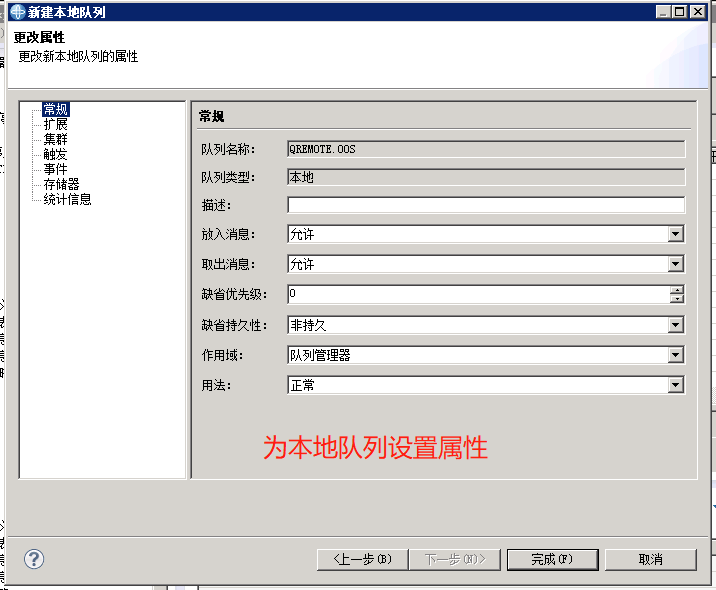 新建本地队列
更改属性
更改新本地队列的属性
常规
扩展
集群
触发
事件
存储器
统计信息
常规
队列名称: QREMOTE.OOS
队列类型: 本地
描述:
放入消息: 允许
取出消息: 允许
缺省优先级: 0
缺省持久性: 非持久
作用域: 队列管理器
用法: 正常
为本地队列设置属性
?
<上一步(B) 下一步(N)> 完成(F) 取消